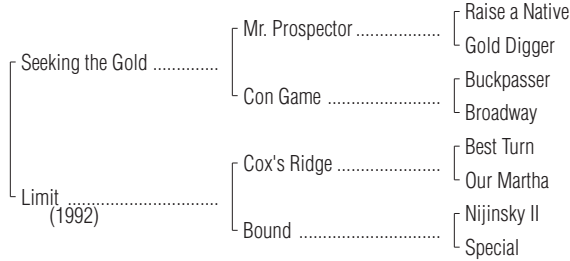 Raise a Native
Mr. Prospector ..................
Gold Digger
Seeking the Gold ..............
Buckpasser
Con Game ........................
Broadway
Best Turn
Cox's Ridge ......................
Our Martha
Limit ................................
(1992)
Nijinsky II
Bound ..............................
Special